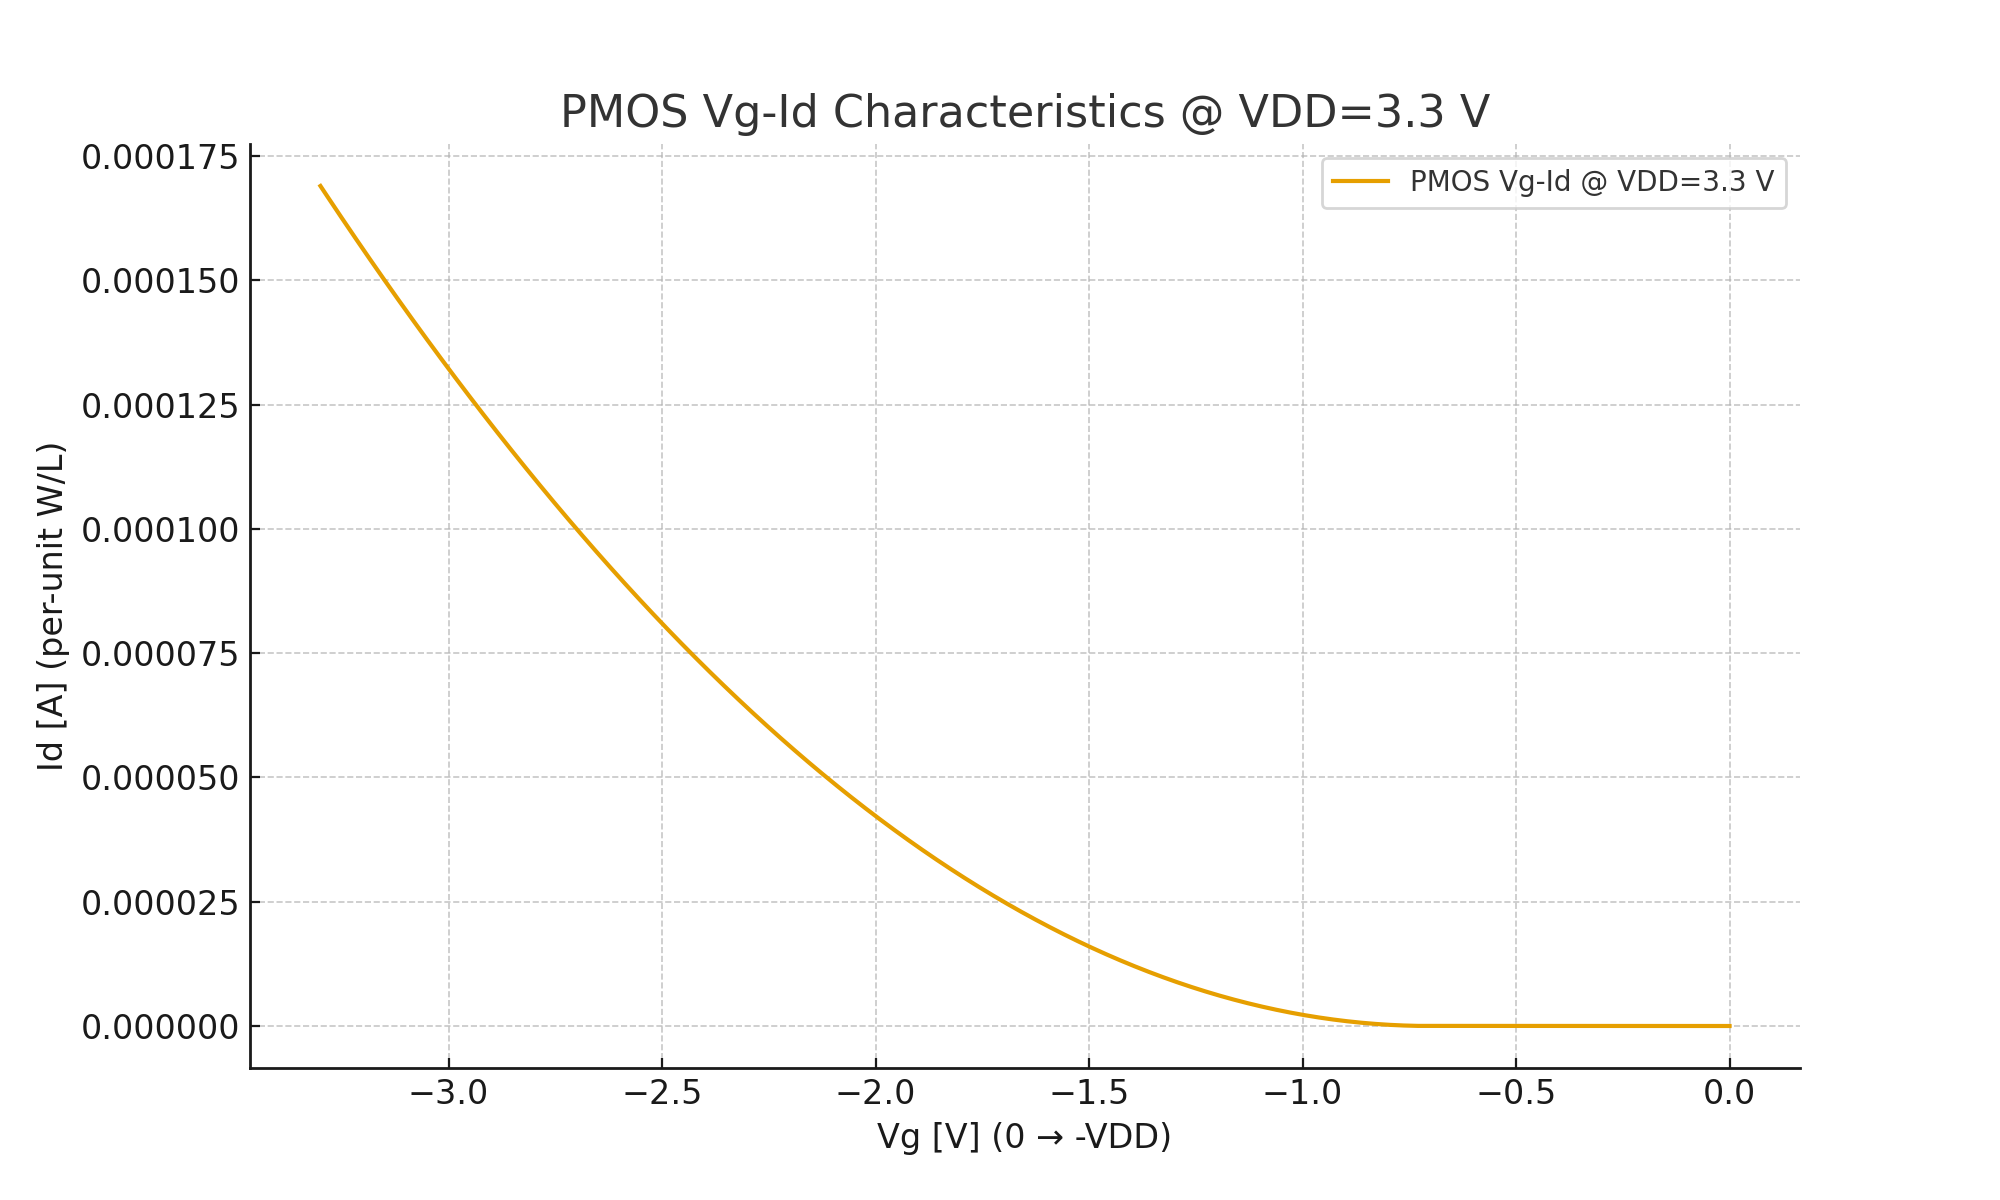 PMOS Vg-Id Characteristics @ VDD=3.3 V
PMOS Vg-Id @ VDD=3.3 V
Id [A] (per-unit W/L)
0.000175
0.000150
0.000125
0.000100
0.000075
0.000050
0.000025
0.000000
−3.0 −2.5 −2.0 −1.5 −1.0 −0.5 0.0
Vg [V] (0 → -VDD)